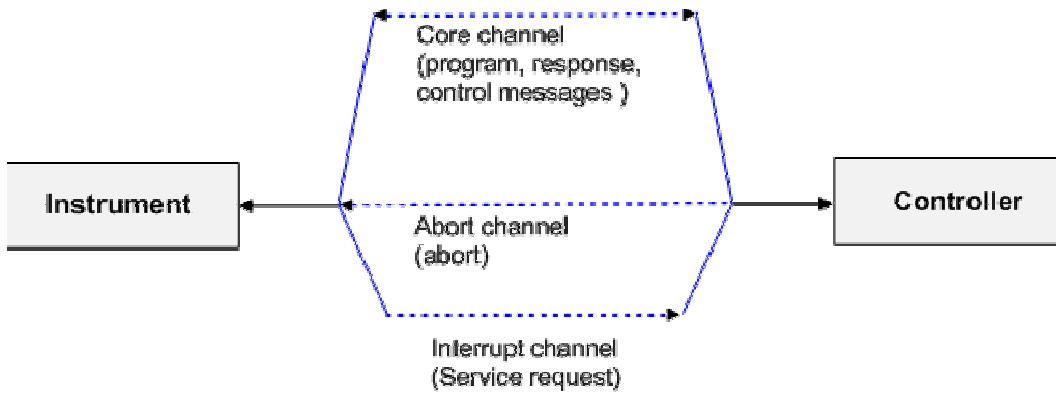 Core channel
(program, response,
control messages )
Instrument
Controller
Abort channel
(abort)
Interrupt channel
(Service request)